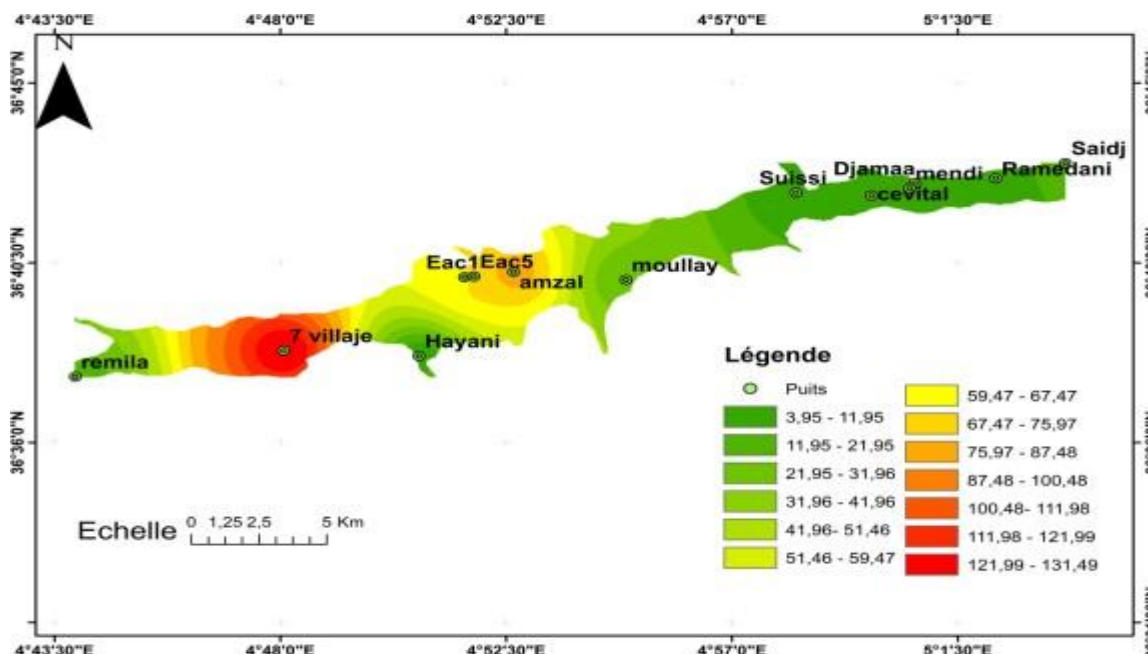 4°43'30"E 4°48'0"E 4°52'30"E 4°57'0"E 5°1'30"E
N
36°45'0"N
Saidj
Djamaa mendi Ramedani
Suissi cevital
36°40'30"N
Eac1 Eac5
amzal
moullay
7 villaje
Hayani
remila
36°36'0"N
Légende
Puits
3,95 - 11,95
11,95 - 21,95
21,95 - 31,96
31,96 - 41,96
41,96- 51,46
51,46 - 59,47
59,47 - 67,47
67,47 - 75,97
75,97 - 87,48
87,48 - 100,48
100,48- 111,98
111,98 - 121,99
121,99 - 131,49
Echelle 0 1,25 2,5 5 Km
4°43'30"E 4°48'0"E 4°52'30"E 4°57'0"E 5°1'30"E